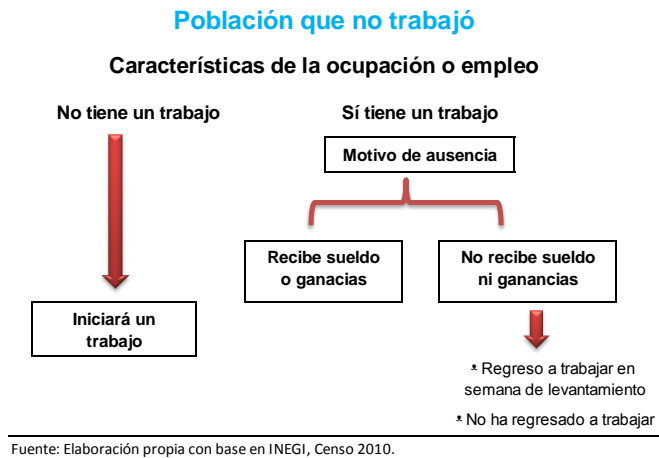 Población que no trabajó
Características de la ocupación o empleo
No tiene un trabajo
Sí tiene un trabajo
Motivo de ausencia
Recibe sueldo
o ganacias
No recibe sueldo
ni ganancias
Iniciará un
trabajo
Regreso a trabajar en
semana de levantamiento
No ha regresado a trabajar
Fuente: Elaboración propia con base en INEGI, Censo 2010.